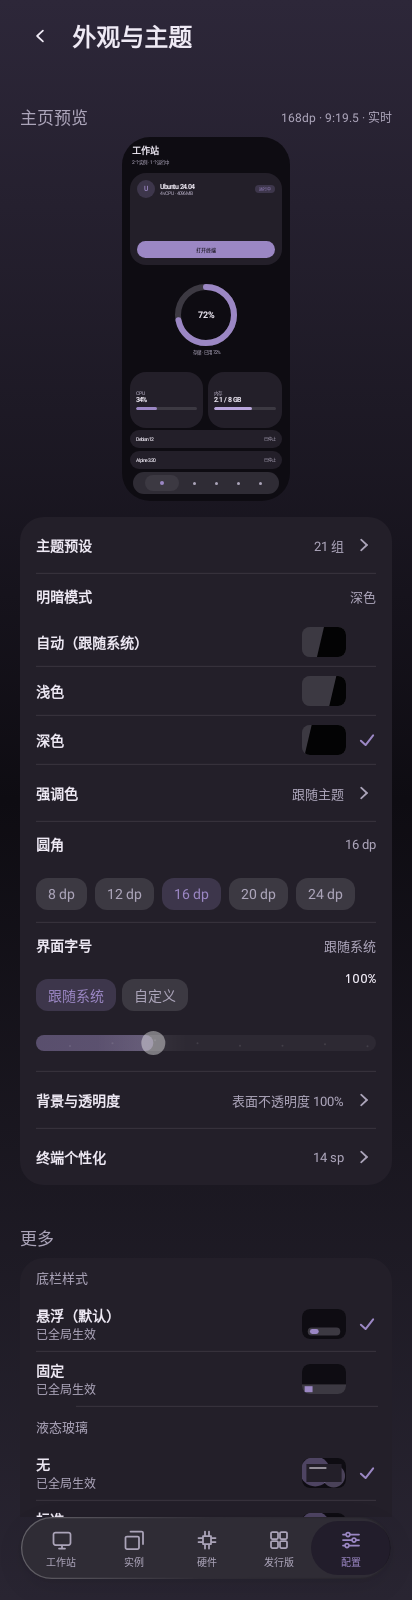 外观与主题
主页预览
168dp · 9:19.5 · 实时
工作站
Ubuntu 24.04
打开终端
72%
CPU
34%
内存
2.1 / 8 GB
Debian 12
已停止
Alpine 3.20
已停止
主题预设
21 组
明暗模式
深色
自动（跟随系统）
浅色
深色
强调色
跟随主题
圆角
16 dp
8 dp
12 dp
16 dp
20 dp
24 dp
界面字号
跟随系统
100%
跟随系统
自定义
背景与透明度
表面不透明度 100%
终端个性化
14 sp
更多
底栏样式
悬浮（默认）
已全局生效
固定
已全局生效
液态玻璃
无
已全局生效
工作站
实例
硬件
发行版
配置